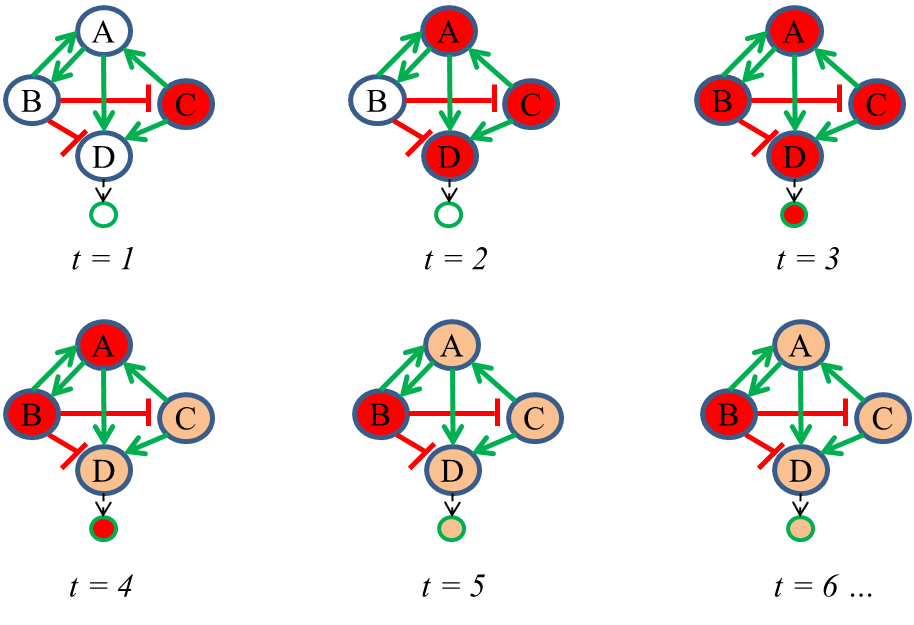 A
B
C
D
t = 1
A
B
C
D
t = 2
A
B
C
D
t = 3
A
B
C
D
t = 4
A
B
C
D
t = 5
A
B
C
D
t = 6 ...